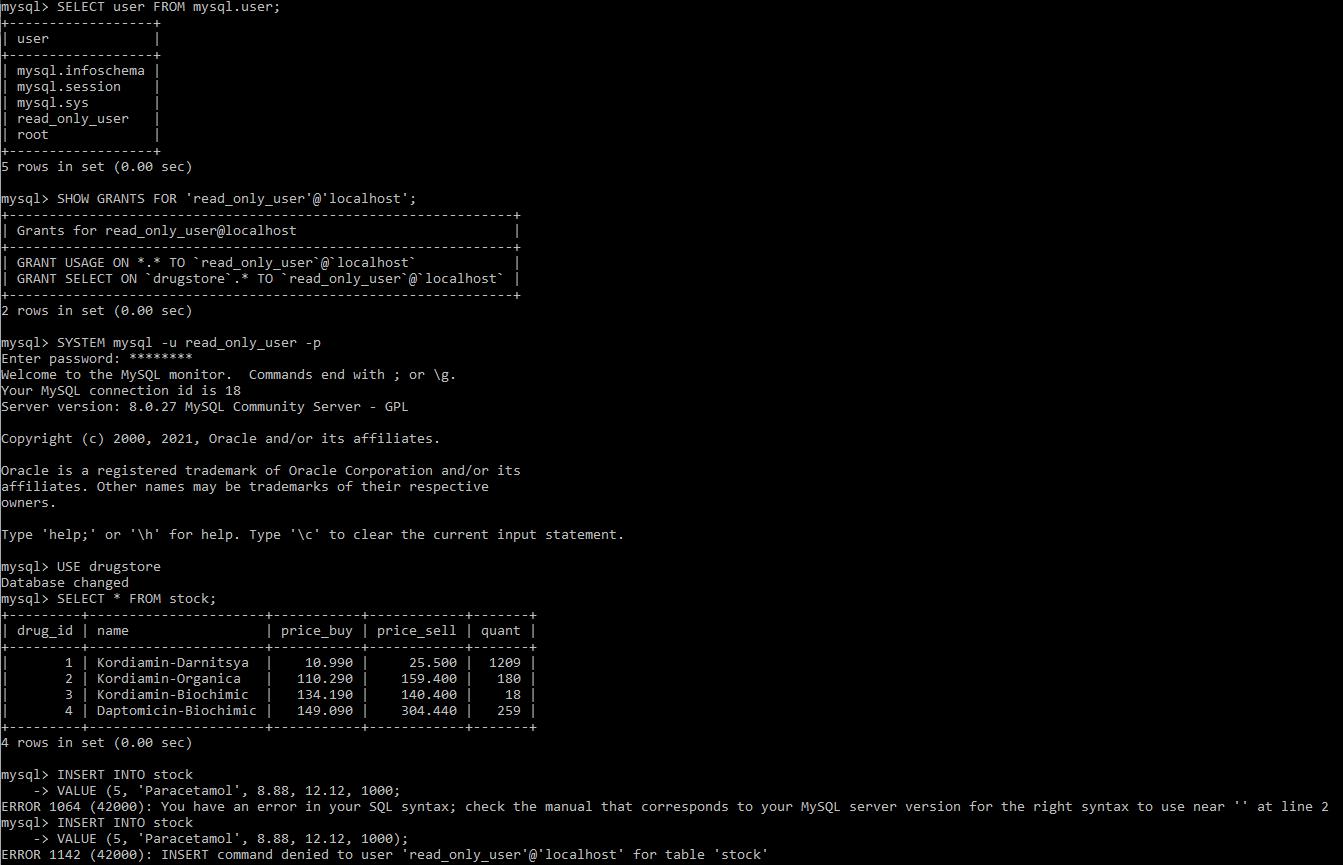 mysql> SELECT user FROM mysql.user;
+------------------+
| user             |
+------------------+
| mysql.infoschema |
| mysql.session    |
| mysql.sys        |
| read_only_user   |
| root             |
+------------------+
5 rows in set (0.00 sec)

mysql> SHOW GRANTS FOR 'read_only_user'@'localhost';
+---------------------------------------------------------------+
| Grants for read_only_user@localhost                           |
+---------------------------------------------------------------+
| GRANT USAGE ON *.* TO `read_only_user`@`localhost`            |
| GRANT SELECT ON `drugstore`.* TO `read_only_user`@`localhost` |
+---------------------------------------------------------------+
2 rows in set (0.00 sec)

mysql> SYSTEM mysql -u read_only_user -p
Enter password: ********
Welcome to the MySQL monitor.  Commands end with ; or \g.
Your MySQL connection id is 18
Server version: 8.0.27 MySQL Community Server - GPL

Copyright (c) 2000, 2021, Oracle and/or its affiliates.

Oracle is a registered trademark of Oracle Corporation and/or its
affiliates. Other names may be trademarks of their respective
owners.

Type 'help;' or '\h' for help. Type '\c' to clear the current input statement.

mysql> USE drugstore
Database changed
mysql> SELECT * FROM stock;
+---------+----------------------+-----------+------------+-------+
| drug_id | name                 | price_buy | price_sell | quant |
+---------+----------------------+-----------+------------+-------+
|       1 | Kordiamin-Darnitsya  |    10.990 |     25.500 |  1209 |
|       2 | Kordiamin-Organica   |   110.290 |    159.400 |   180 |
|       3 | Kordiamin-Biochimic  |   134.190 |    140.400 |    18 |
|       4 | Daptomicin-Biochimic |   149.090 |    304.440 |   259 |
+---------+----------------------+-----------+------------+-------+
4 rows in set (0.00 sec)

mysql> INSERT INTO stock
    -> VALUE (5, 'Paracetamol', 8.88, 12.12, 1000;
ERROR 1064 (42000): You have an error in your SQL syntax; check the manual that corresponds to your MySQL server version for the right syntax to use near '' at line 2
mysql> INSERT INTO stock
    -> VALUE (5, 'Paracetamol', 8.88, 12.12, 1000);
ERROR 1142 (42000): INSERT command denied to user 'read_only_user'@'localhost' for table 'stock'